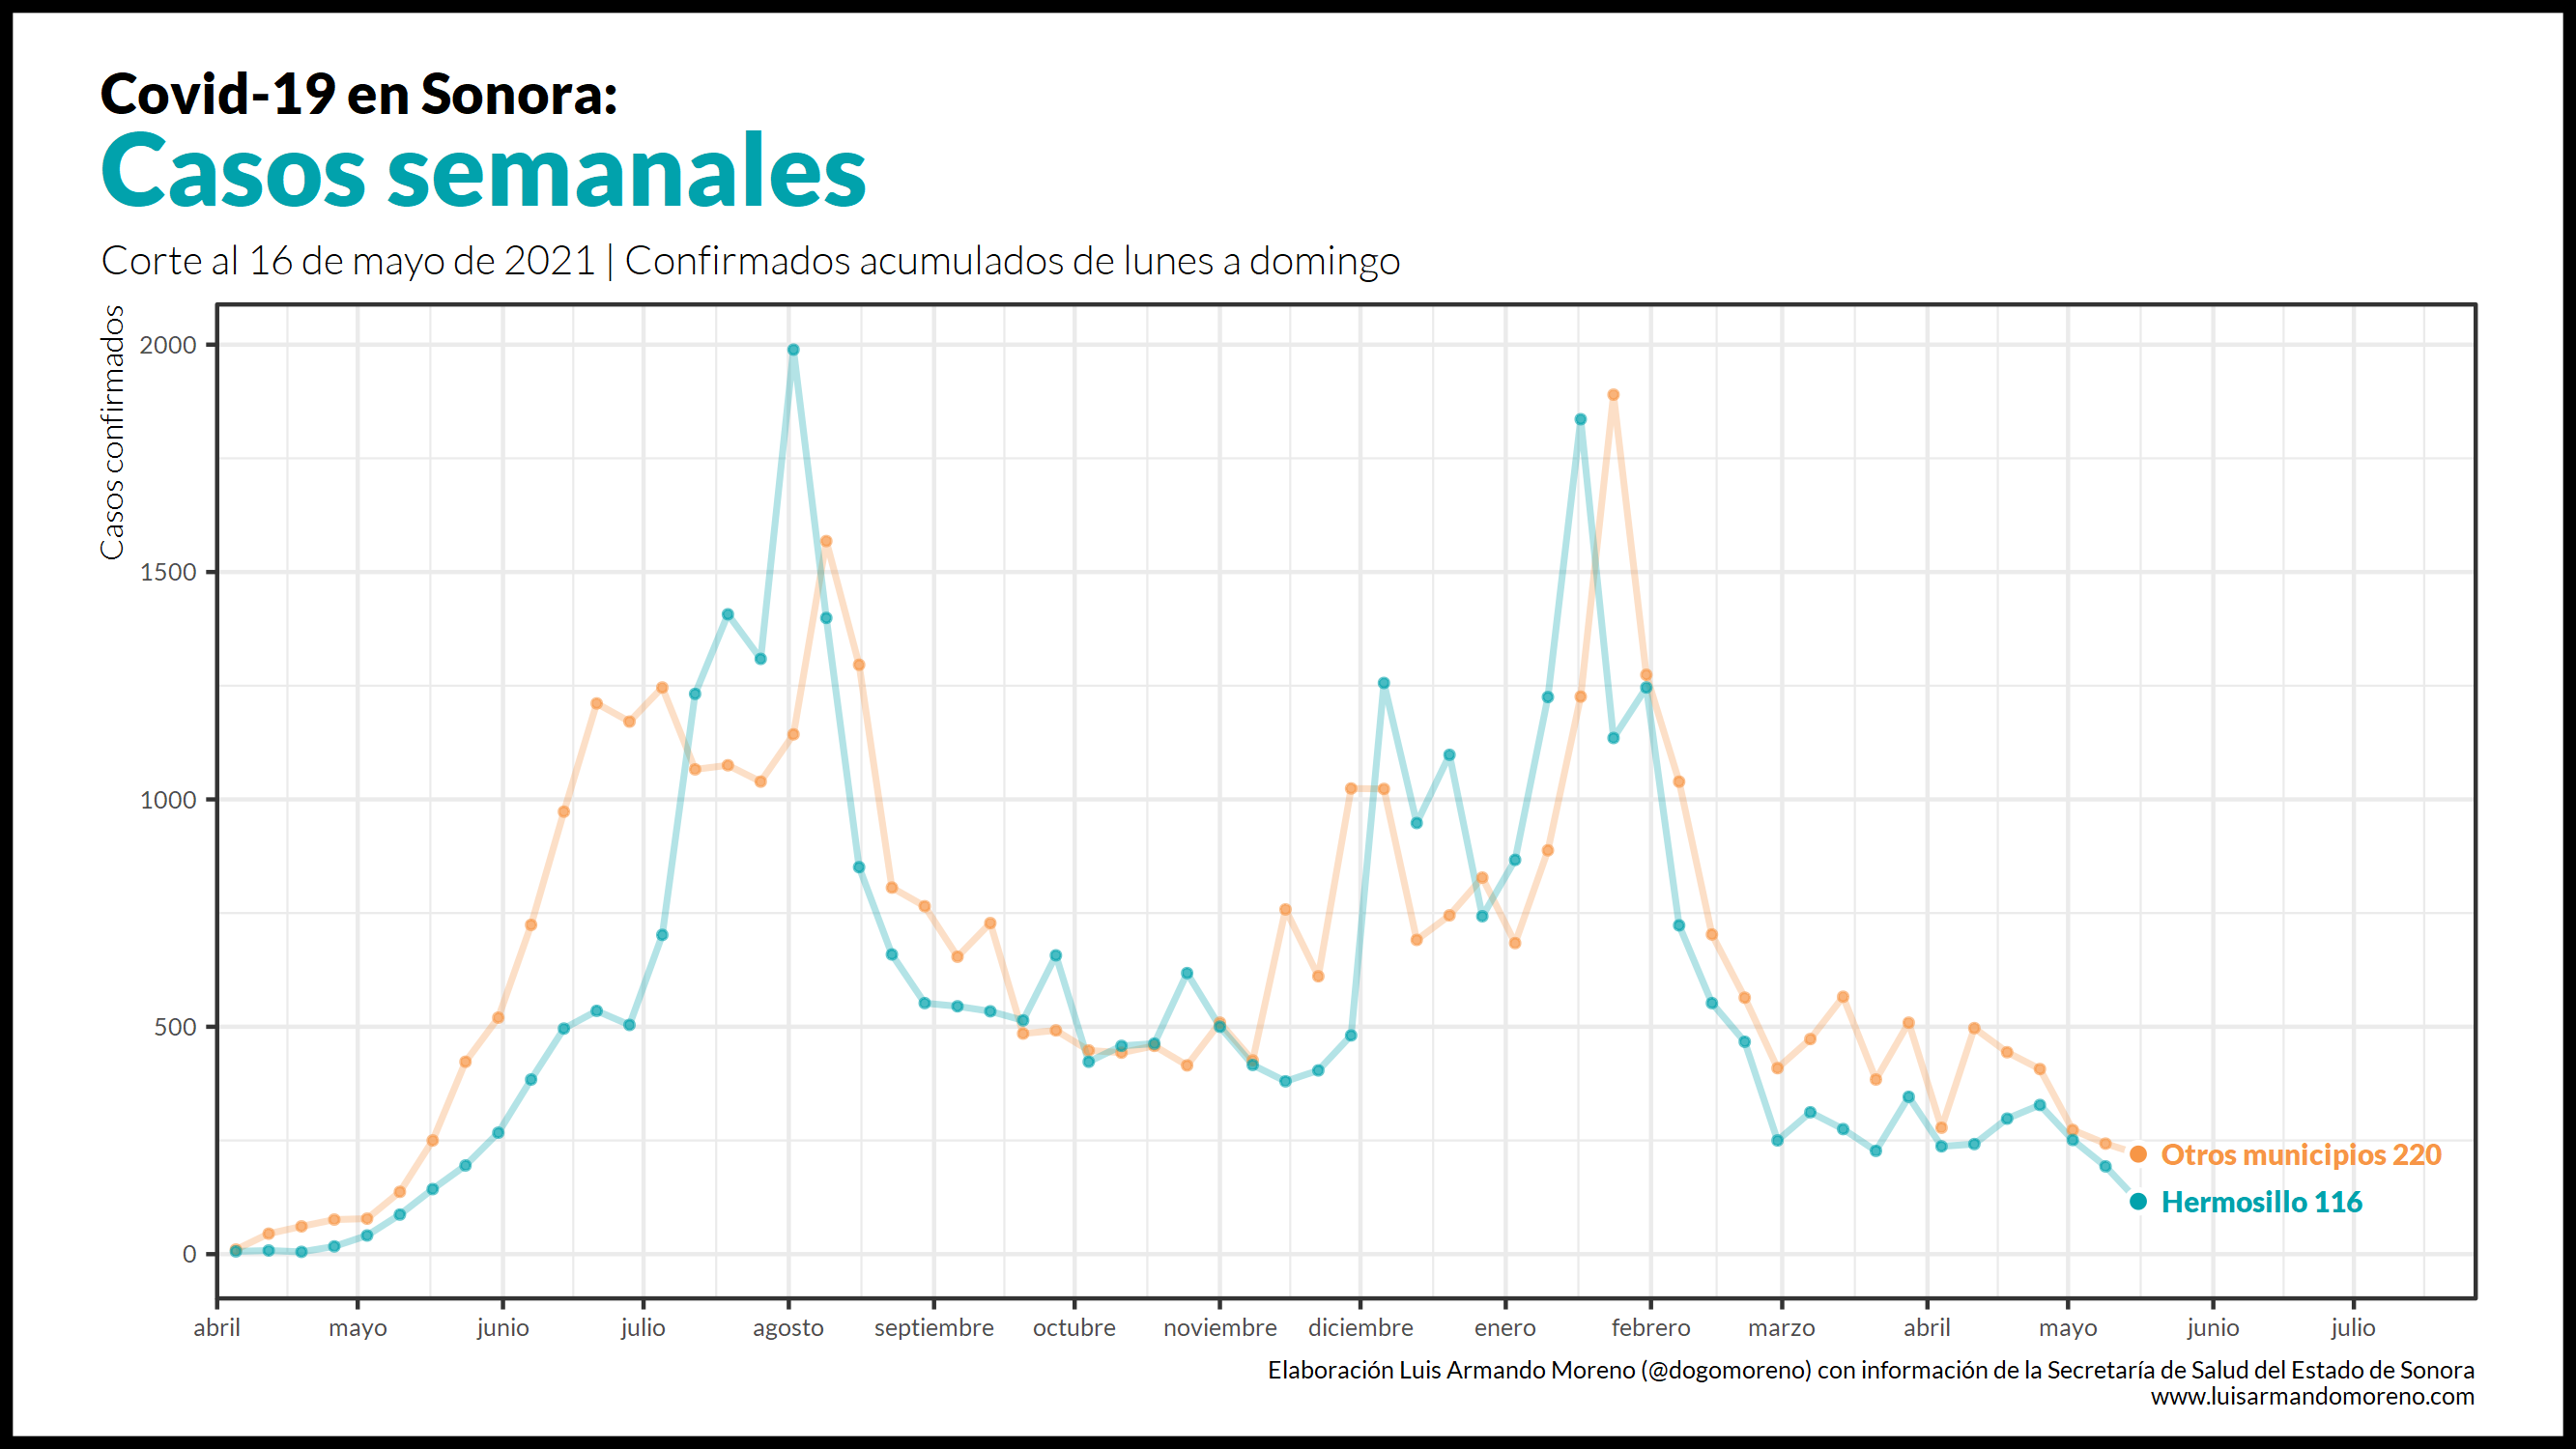 Covid-19 en Sonora:
Casos semanales
Corte al 16 de mayo de 2021 | Confirmados acumulados de lunes a domingo
Casos confirmados
2000
1500
1000
500
0
Otros municipios 220
Hermosillo 116
abril mayo junio julio agosto septiembre octubre noviembre diciembre enero febrero marzo abril mayo junio julio
Elaboración Luis Armando Moreno (@dogomoreno) con información de la Secretaría de Salud del Estado de Sonora
www.luisarmandomoreno.com